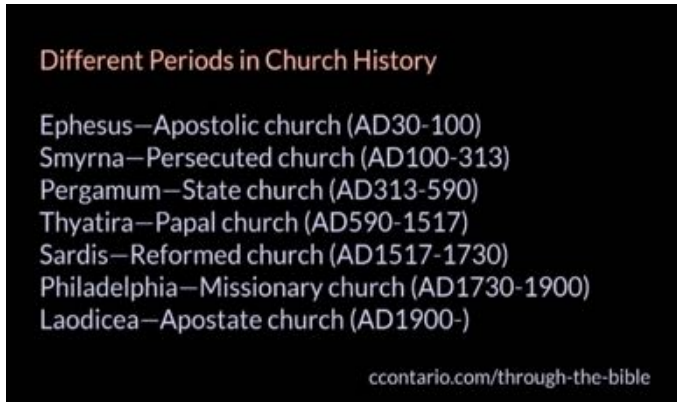 Different Periods in Church History
Ephesus—Apostolic church (AD30-100)
Smyrna—Persecuted church (AD100-313)
Pergamum—State church (AD313-590)
Thyatira—Papal church (AD590-1517)
Sardis—Reformed church (AD1517-1730)
Philadelphia—Missionary church (AD1730-1900)
Laodicea—Apostate church (AD1900-)
ccontario.com/through-the-bible